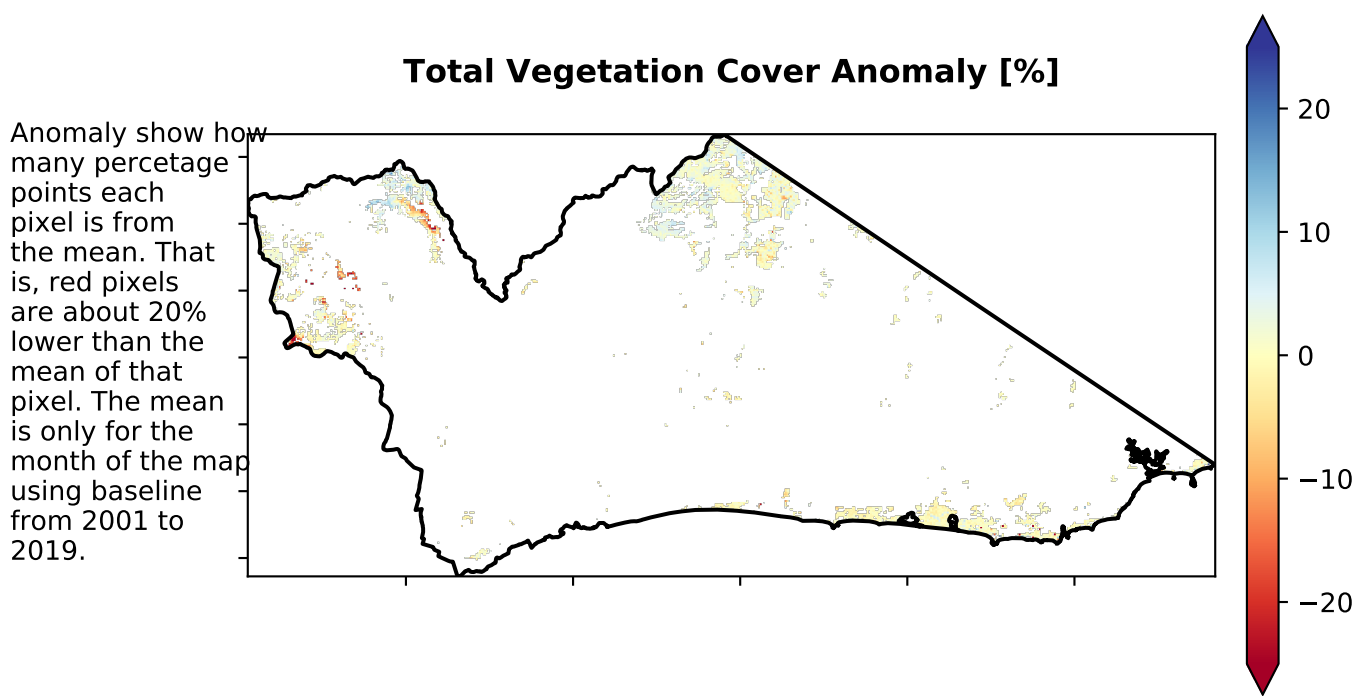 Total Vegetation Cover Anomaly [%]
Anomaly show how
many percetage
points each
pixel is from
the mean. That
is, red pixels
are about 20%
lower than the
mean of that
pixel. The mean
is only for the
month of the map
using baseline
from 2001 to
2019.
20
10
0
−10
−20